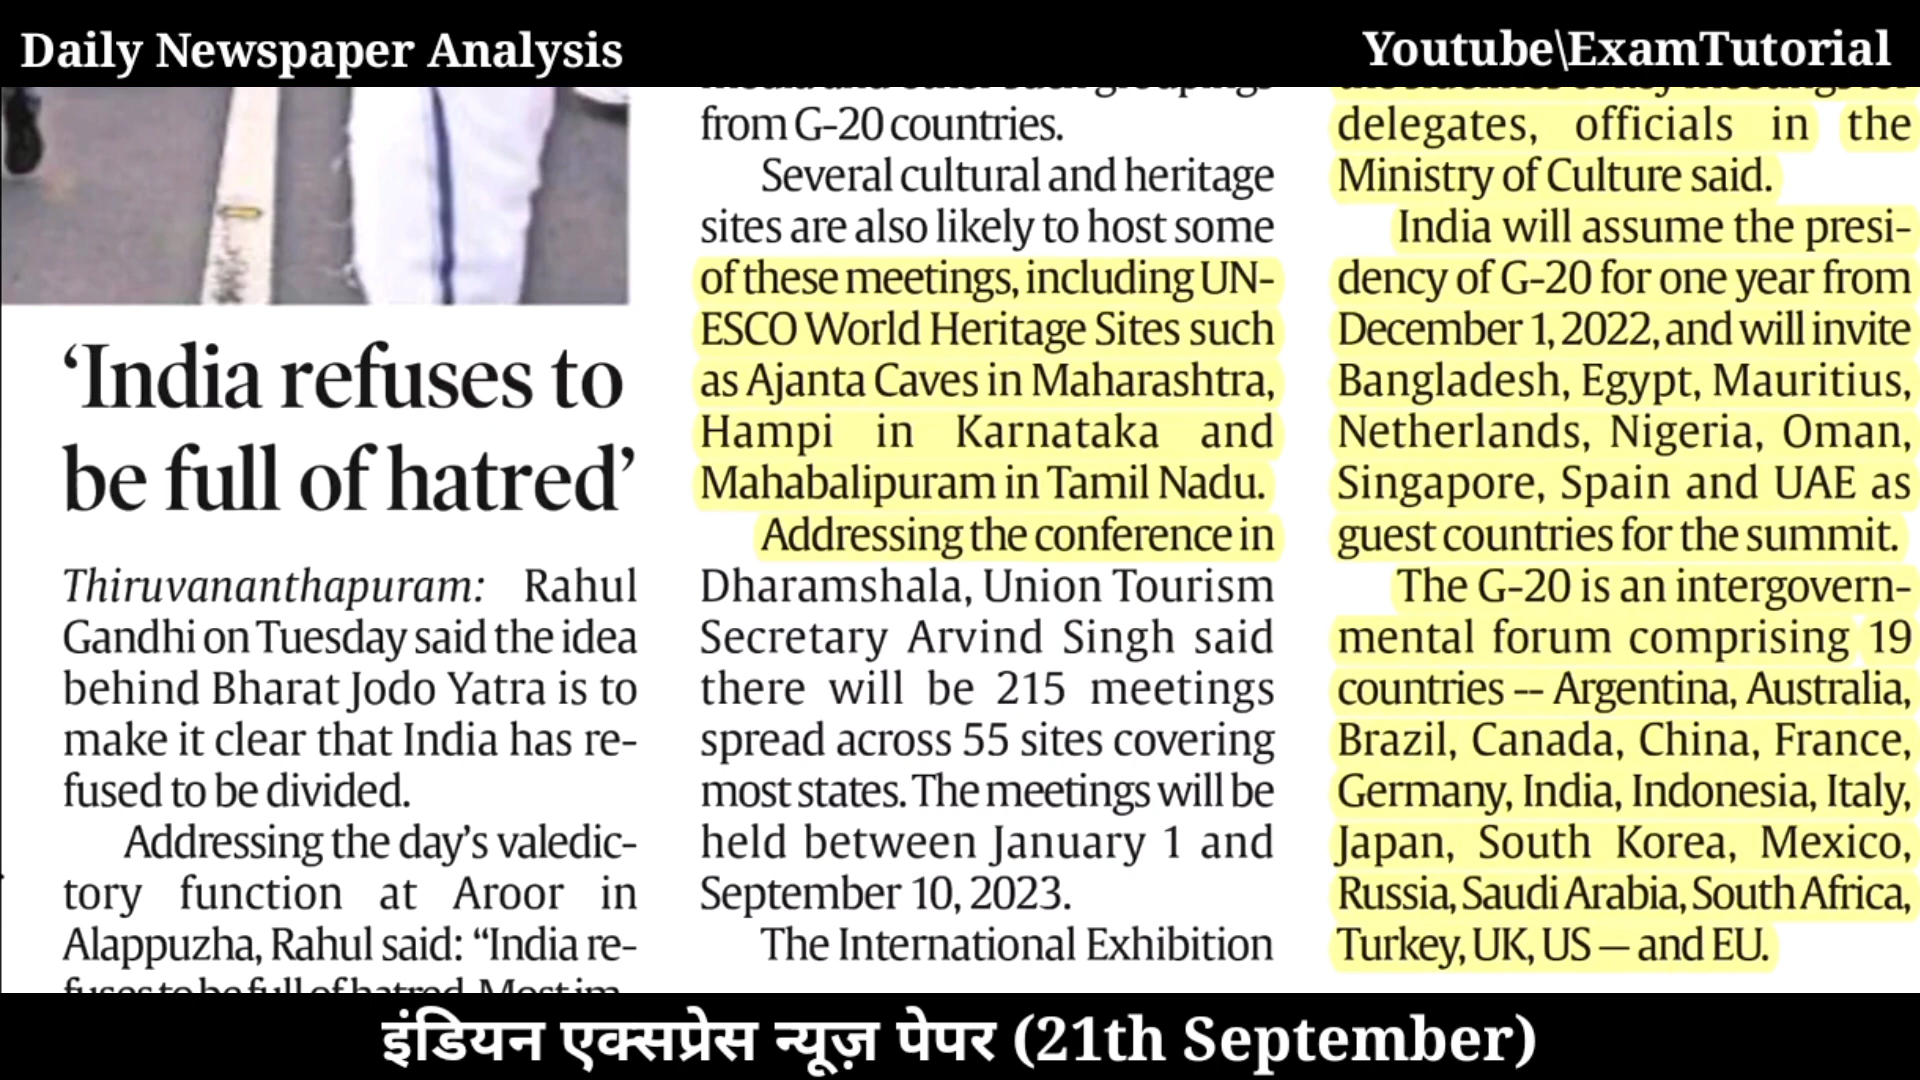 Daily Newspaper Analysis
Youtube\ExamTutorial
‘India refuses to
be full of hatred’
Thiruvananthapuram: Rahul
Gandhi on Tuesday said the idea
behind Bharat Jodo Yatra is to
make it clear that India has re-
fused to be divided.
Addressing the day’s valedic-
tory function at Aroor in
Alappuzha, Rahul said: “India re-
fuses to be full of hatred. Most im-
from G-20 countries.
Several cultural and heritage
sites are also likely to host some
of these meetings, including UN-
ESCO World Heritage Sites such
as Ajanta Caves in Maharashtra,
Hampi in Karnataka and
Mahabalipuram in Tamil Nadu.
Addressing the conference in
Dharamshala, Union Tourism
Secretary Arvind Singh said
there will be 215 meetings
spread across 55 sites covering
most states. The meetings will be
held between January 1 and
September 10, 2023.
The International Exhibition
delegates, officials in the
Ministry of Culture said.
India will assume the presi-
dency of G-20 for one year from
December 1, 2022, and will invite
Bangladesh, Egypt, Mauritius,
Netherlands, Nigeria, Oman,
Singapore, Spain and UAE as
guest countries for the summit.
The G-20 is an intergovern-
mental forum comprising 19
countries -- Argentina, Australia,
Brazil, Canada, China, France,
Germany, India, Indonesia, Italy,
Japan, South Korea, Mexico,
Russia, Saudi Arabia, South Africa,
Turkey, UK, US — and EU.
इंडियन एक्सप्रेस न्यूज़ पेपर (21th September)